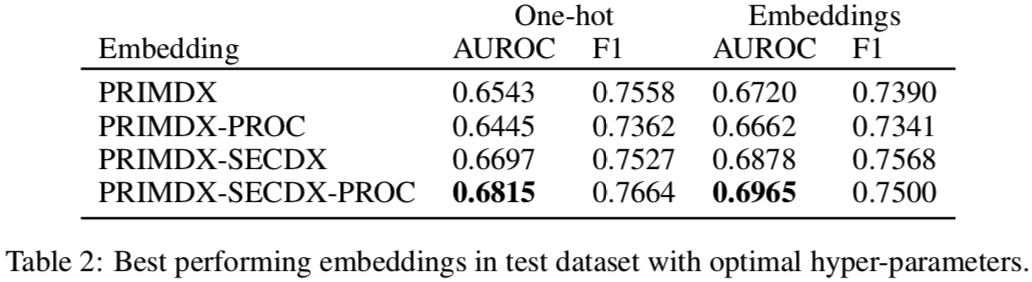 One-hot Embeddings
Embedding AUROC F1 AUROC F1
PRIMDX 0.6543 0.7558 0.6720 0.7390
PRIMDX-PROC 0.6445 0.7362 0.6662 0.7341
PRIMDX-SECDX 0.6697 0.7527 0.6878 0.7568
PRIMDX-SECDX-PROC 0.6815 0.7664 0.6965 0.7500
Table 2: Best performing embeddings in test dataset with optimal hyper-parameters.